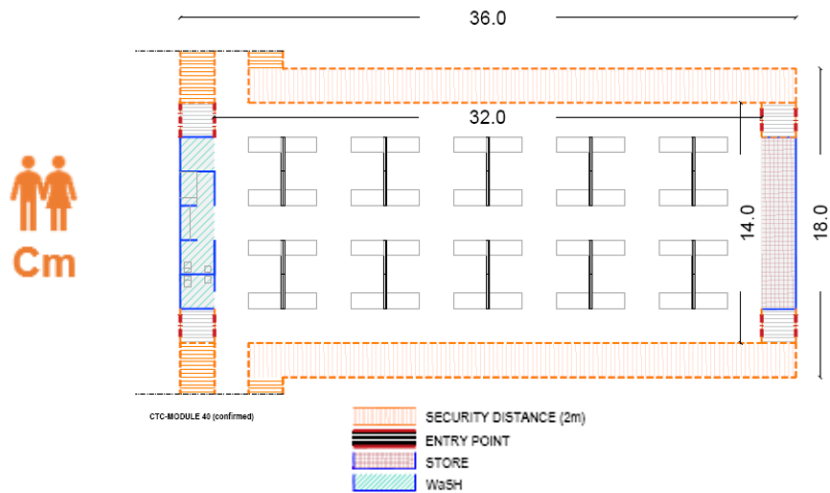 36.0
32.0
14.0
18.0
Cm
CTC-MODULE 40 (confirmed)
SECURITY DISTANCE (2m)
ENTRY POINT
STORE
WaSH